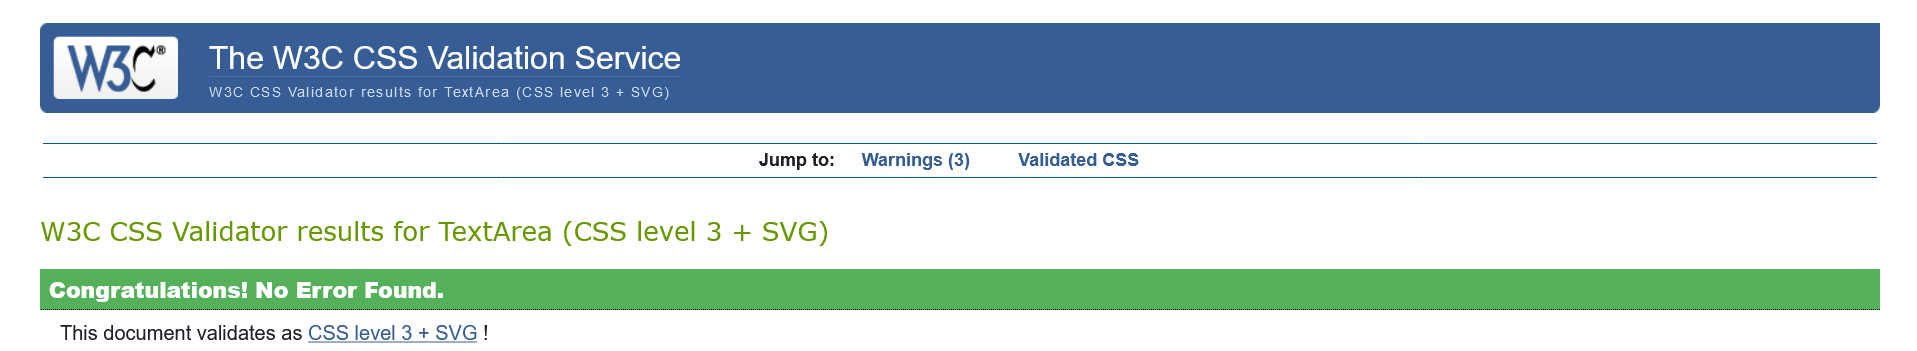 W3C®
The W3C CSS Validation Service
W3C CSS Validator results for TextArea (CSS level 3 + SVG)
Jump to: Warnings (3) Validated CSS
W3C CSS Validator results for TextArea (CSS level 3 + SVG)
Congratulations! No Error Found.
This document validates as CSS level 3 + SVG !